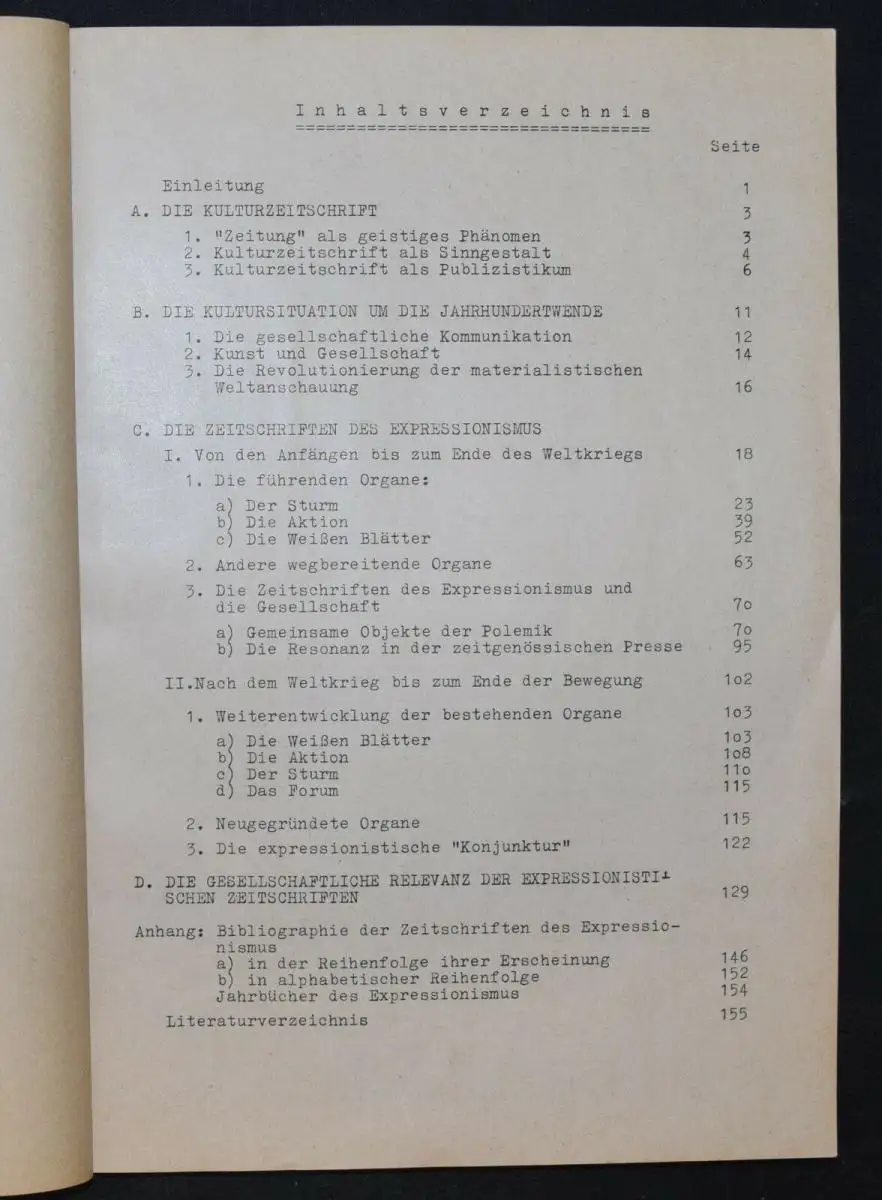 I n h a l t s v e r z e i c h n i s
===================================
Seite
Einleitung 1
A. DIE KULTURZEITSCHRIFT 3
1. "Zeitung" als geistiges Phänomen 3
2. Kulturzeitschrift als Sinngestalt 4
3. Kulturzeitschrift als Publizistikum 6
B. DIE KULTURSITUATION UM DIE JAHRHUNDERTWENDE 11
1. Die gesellschaftliche Kommunikation 12
2. Kunst und Gesellschaft 14
3. Die Revolutionierung der materialistischen
Weltanschauung 16
C. DIE ZEITSCHRIFTEN DES EXPRESSIONISMUS
I. Von den Anfängen bis zum Ende des Weltkriegs 18
1. Die führenden Organe:
a) Der Sturm 23
b) Die Aktion 39
c) Die Weißen Blätter 52
2. Andere wegbereitende Organe 63
3. Die Zeitschriften des Expressionismus und
die Gesellschaft 7o
a) Gemeinsame Objekte der Polemik 7o
b) Die Resonanz in der zeitgenössischen Presse 95
II.Nach dem Weltkrieg bis zum Ende der Bewegung 1o2
1. Weiterentwicklung der bestehenden Organe 1o3
a) Die Weißen Blätter 1o3
b) Die Aktion 1o8
c) Der Sturm 11o
d) Das Forum 115
2. Neugegründete Organe 115
3. Die expressionistische "Konjunktur" 122
D. DIE GESELLSCHAFTLICHE RELEVANZ DER EXPRESSIONISTI-
SCHEN ZEITSCHRIFTEN 129
Anhang: Bibliographie der Zeitschriften des Expressio-
nismus
a) in der Reihenfolge ihrer Erscheinung 146
b) in alphabetischer Reihenfolge 152
Jahrbücher des Expressionismus 154
Literaturverzeichnis 155